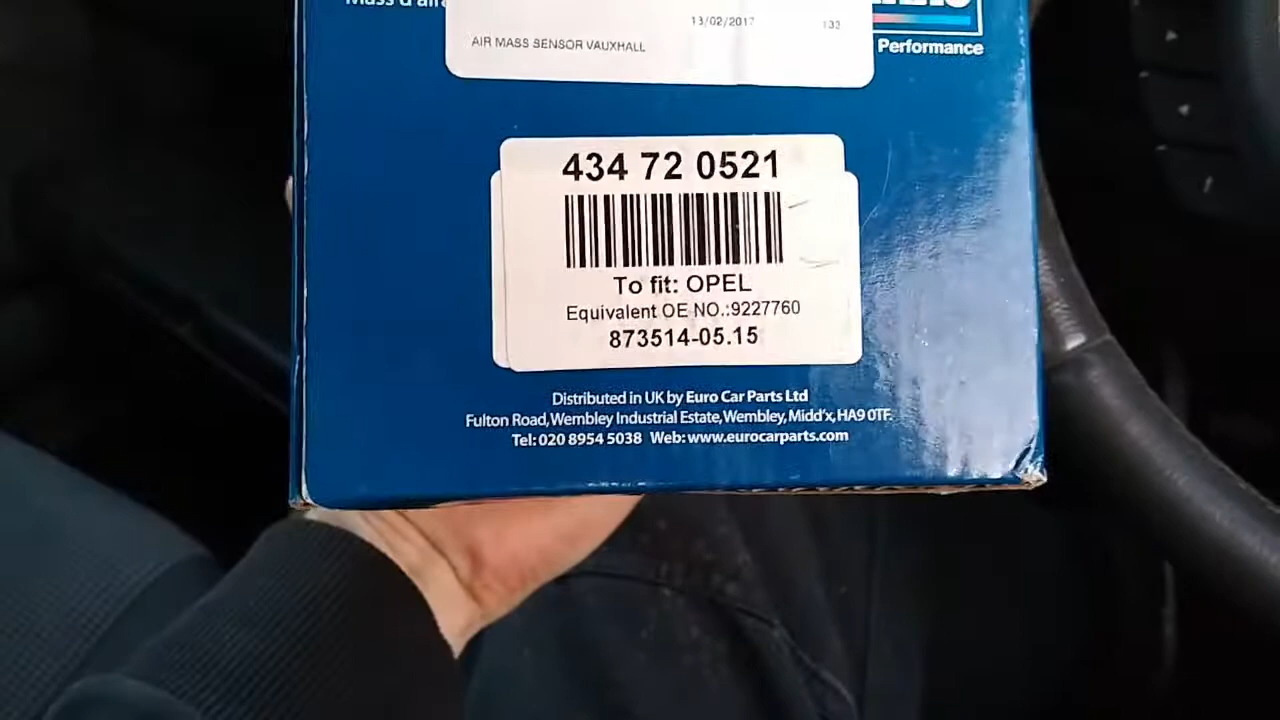 Mass d'air
13/02/2017 133
AIR MASS SENSOR VAUXHALL
Performance
434 72 0521
To fit: OPEL
Equivalent OE NO.:9227760
873514-05.15
Distributed in UK by Euro Car Parts Ltd
Fulton Road, Wembley Industrial Estate, Wembley, Midd'x, HA9 0TF.
Tel: 020 8954 5038 Web: www.eurocarparts.com